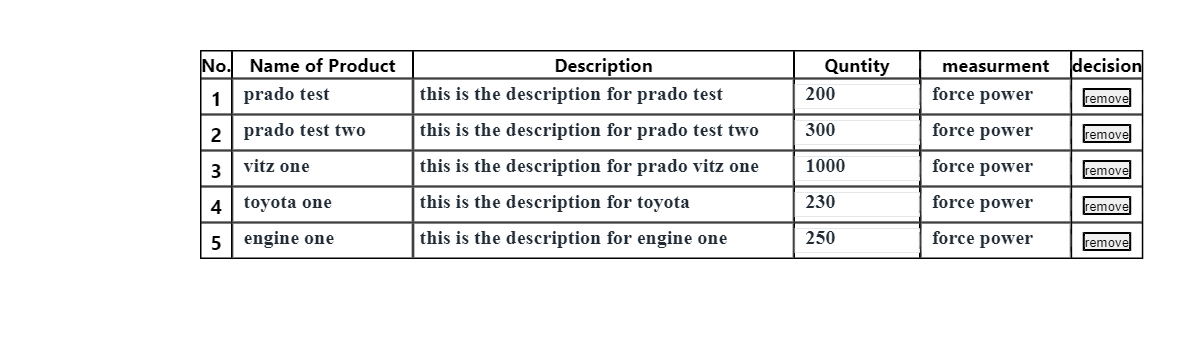 No. Name of Product Description Quntity measurment decision
1 prado test this is the description for prado test 200 force power remove
2 prado test two this is the description for prado test two 300 force power remove
3 vitz one this is the description for prado vitz one 1000 force power remove
4 toyota one this is the description for toyota 230 force power remove
5 engine one this is the description for engine one 250 force power remove